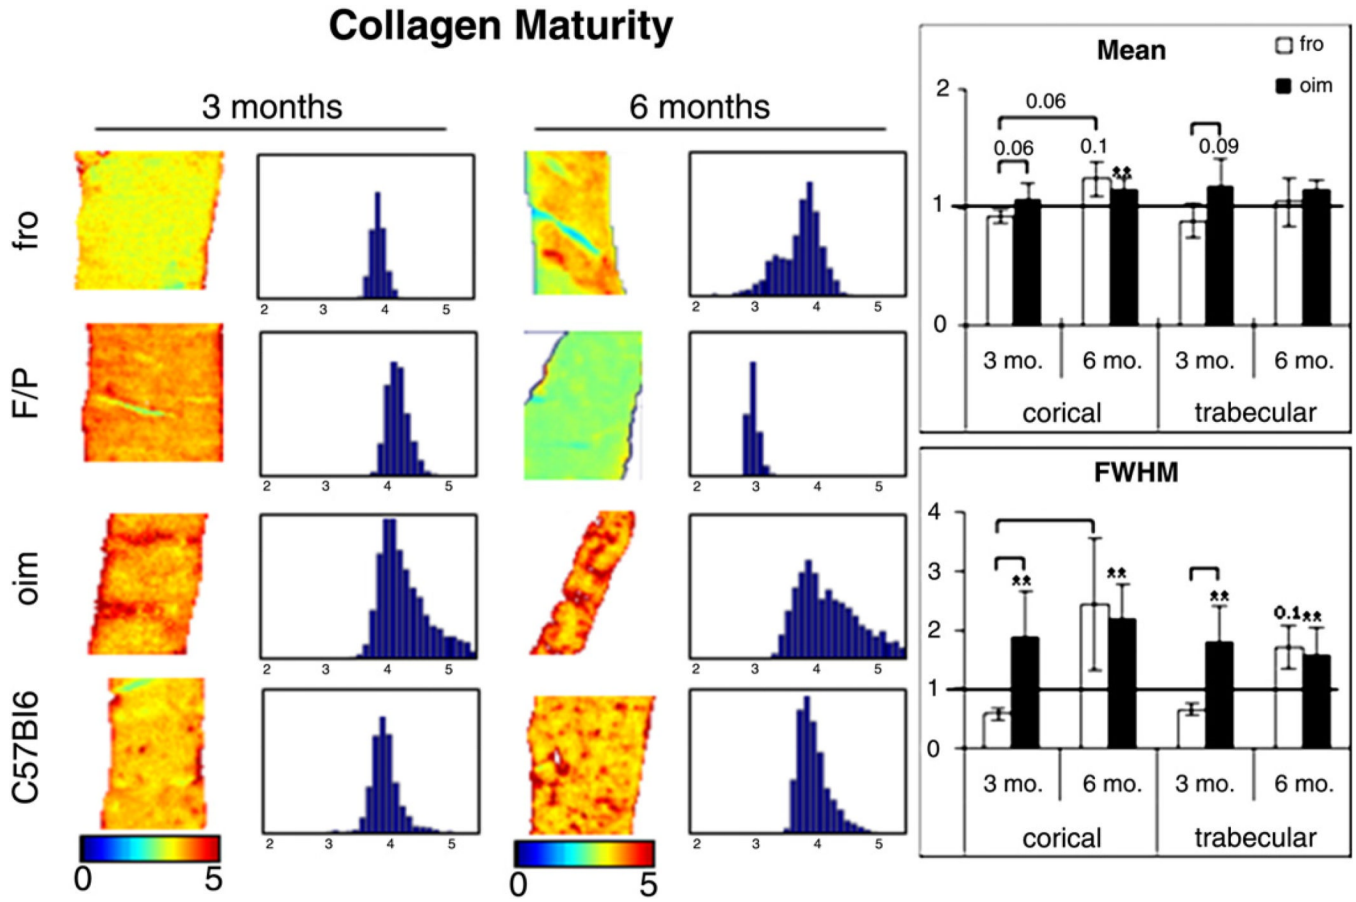 Collagen Maturity
3 months
6 months
fro
2 3 4 5
2 3 4 5
F/P
2 3 4 5
2 3 4 5
oim
2 3 4 5
2 3 4 5
C57Bl6
2 3 4 5
2 3 4 5
0 5
0 5
Mean
fro
oim
2
0.06
0.06
0.1
**
0.09
1
0
3 mo. 6 mo. 3 mo. 6 mo.
corical trabecular
FWHM
4
3
**
**
**
0.1**
2
1
0
3 mo. 6 mo. 3 mo. 6 mo.
corical trabecular